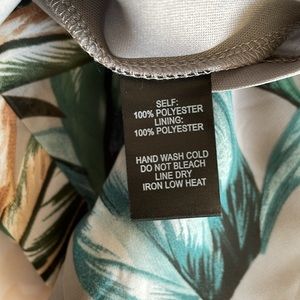 SELF:
100% POLYESTER
LINING:
100% POLYESTER
HAND WASH COLD
DO NOT BLEACH
LINE DRY
IRON LOW HEAT